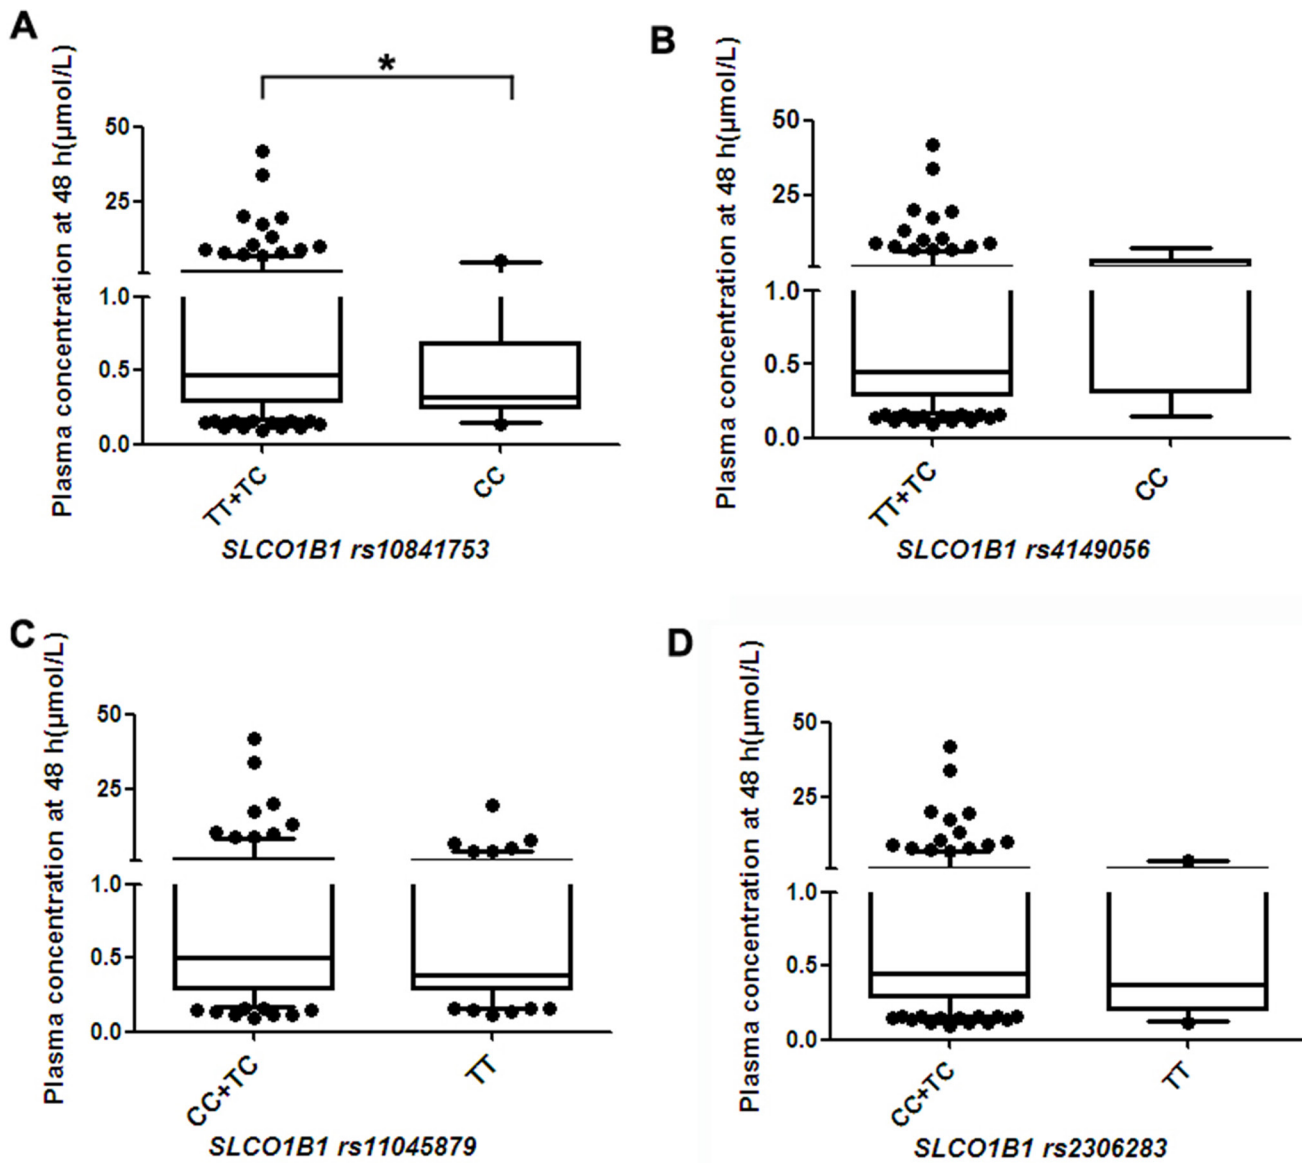 A
Plasma concentration at 48 h(μmol/L)
*
50
25
1.0
0.5
0.0
TT+TC
CC
SLCO1B1 rs10841753
B
Plasma concentration at 48 h(μmol/L)
50
25
1.0
0.5
0.0
TT+TC
CC
SLCO1B1 rs4149056
C
Plasma concentration at 48 h(μmol/L)
50
25
1.0
0.5
0.0
CC+TC
TT
SLCO1B1 rs11045879
D
Plasma concentration at 48 h(μmol/L)
50
25
1.0
0.5
0.0
CC+TC
TT
SLCO1B1 rs2306283